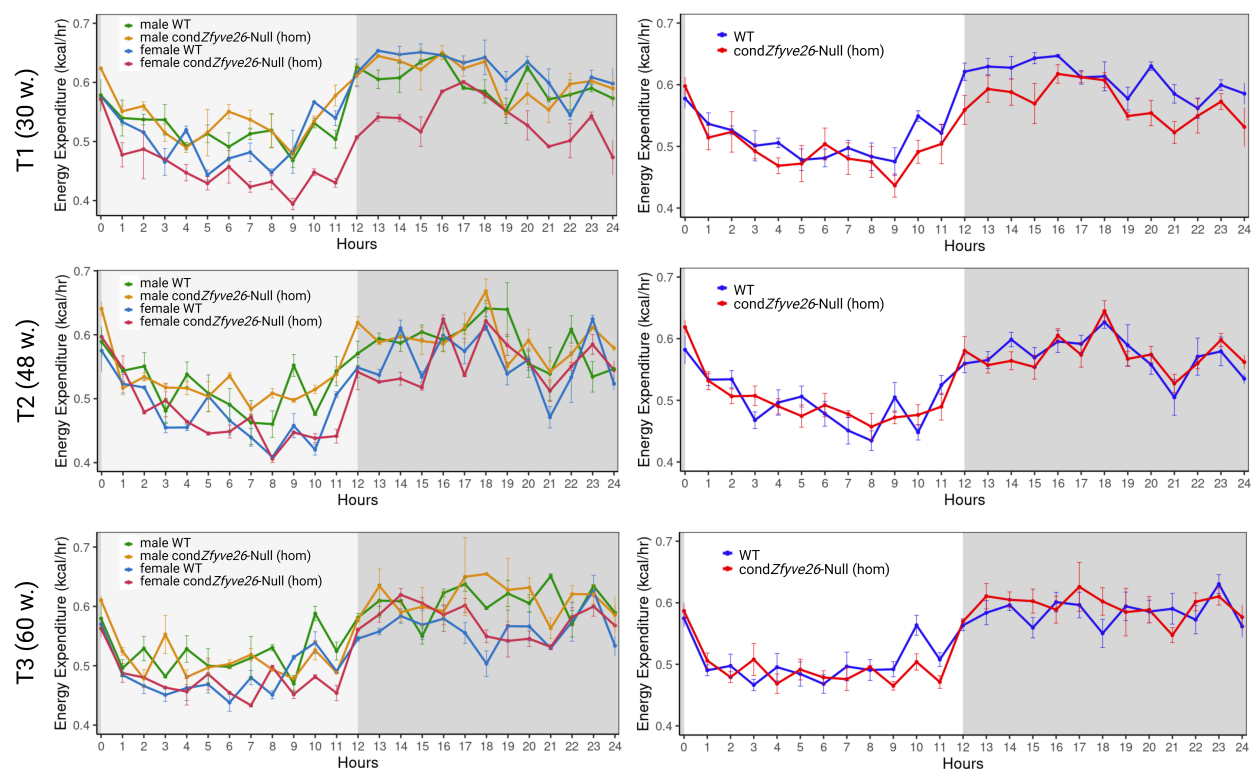 T1 (30 w.)
Energy Expenditure (kcal/hr)
0.7
0.6
0.5
0.4
male WT
male condZfyve26-Null (hom)
female WT
female condZfyve26-Null (hom)
0 1 2 3 4 5 6 7 8 9 10 11 12 13 14 15 16 17 18 19 20 21 22 23 24
Hours
Energy Expenditure (kcal/hr)
0.7
0.6
0.5
0.4
WT
condZfyve26-Null (hom)
0 1 2 3 4 5 6 7 8 9 10 11 12 13 14 15 16 17 18 19 20 21 22 23 24
Hours
T2 (48 w.)
Energy Expenditure (kcal/hr)
0.7
0.6
0.5
0.4
male WT
male condZfyve26-Null (hom)
female WT
female condZfyve26-Null (hom)
0 1 2 3 4 5 6 7 8 9 10 11 12 13 14 15 16 17 18 19 20 21 22 23 24
Hours
Energy Expenditure (kcal/hr)
0.7
0.6
0.5
0.4
WT
condZfyve26-Null (hom)
0 1 2 3 4 5 6 7 8 9 10 11 12 13 14 15 16 17 18 19 20 21 22 23 24
Hours
T3 (60 w.)
Energy Expenditure (kcal/hr)
0.7
0.6
0.5
0.4
male WT
male condZfyve26-Null (hom)
female WT
female condZfyve26-Null (hom)
0 1 2 3 4 5 6 7 8 9 10 11 12 13 14 15 16 17 18 19 20 21 22 23 24
Hours
Energy Expenditure (kcal/hr)
0.7
0.6
0.5
0.4
WT
condZfyve26-Null (hom)
0 1 2 3 4 5 6 7 8 9 10 11 12 13 14 15 16 17 18 19 20 21 22 23 24
Hours